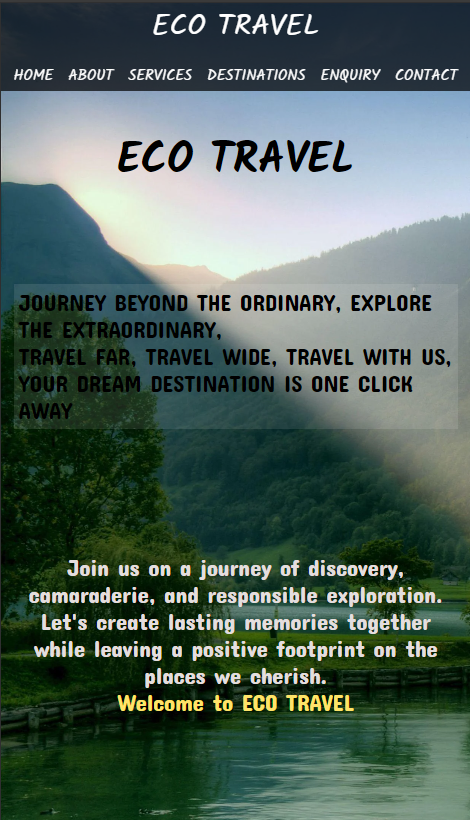 ECO TRAVEL
HOME ABOUT SERVICES DESTINATIONS ENQUIRY CONTACT
ECO TRAVEL
JOURNEY BEYOND THE ORDINARY, EXPLORE
THE EXTRAORDINARY,
TRAVEL FAR, TRAVEL WIDE, TRAVEL WITH US,
YOUR DREAM DESTINATION IS ONE CLICK
AWAY
Join us on a journey of discovery,
camaraderie, and responsible exploration.
Let's create lasting memories together
while leaving a positive footprint on the
places we cherish.
Welcome to ECO TRAVEL